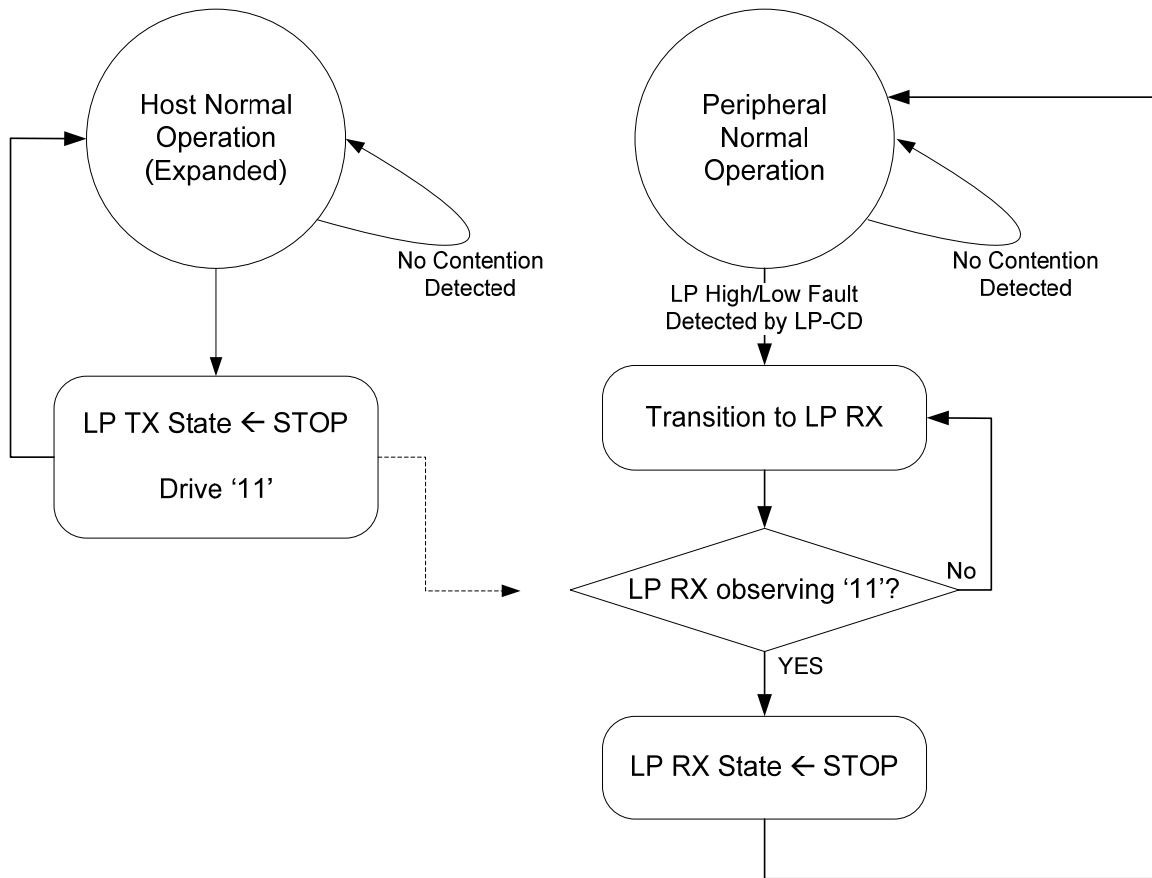 Host Normal
Operation
(Expanded)
No Contention
Detected
LP TX State ← STOP
Drive ‘11’
Peripheral
Normal
Operation
No Contention
Detected
LP High/Low Fault
Detected by LP-CD
Transition to LP RX
LP RX observing ‘11’?
No
YES
LP RX State ← STOP